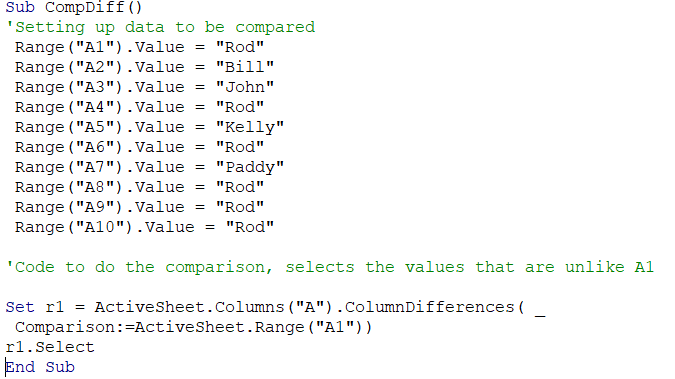 Sub CompDiff()
'Setting up data to be compared
Range("A1").Value = "Rod"
Range("A2").Value = "Bill"
Range("A3").Value = "John"
Range("A4").Value = "Rod"
Range("A5").Value = "Kelly"
Range("A6").Value = "Rod"
Range("A7").Value = "Paddy"
Range("A8").Value = "Rod"
Range("A9").Value = "Rod"
Range("A10").Value = "Rod"
'Code to do the comparison, selects the values that are unlike A1
Set r1 = ActiveSheet.Columns("A").ColumnDifferences( _
Comparison:=ActiveSheet.Range("A1"))
r1.Select
End Sub